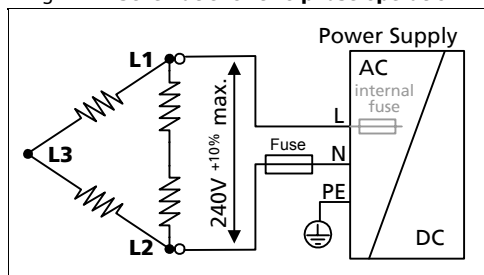 Power Supply
L1
AC
internal
fuse
L
240V +10% max.
Fuse
N
L3
PE
L2
DC